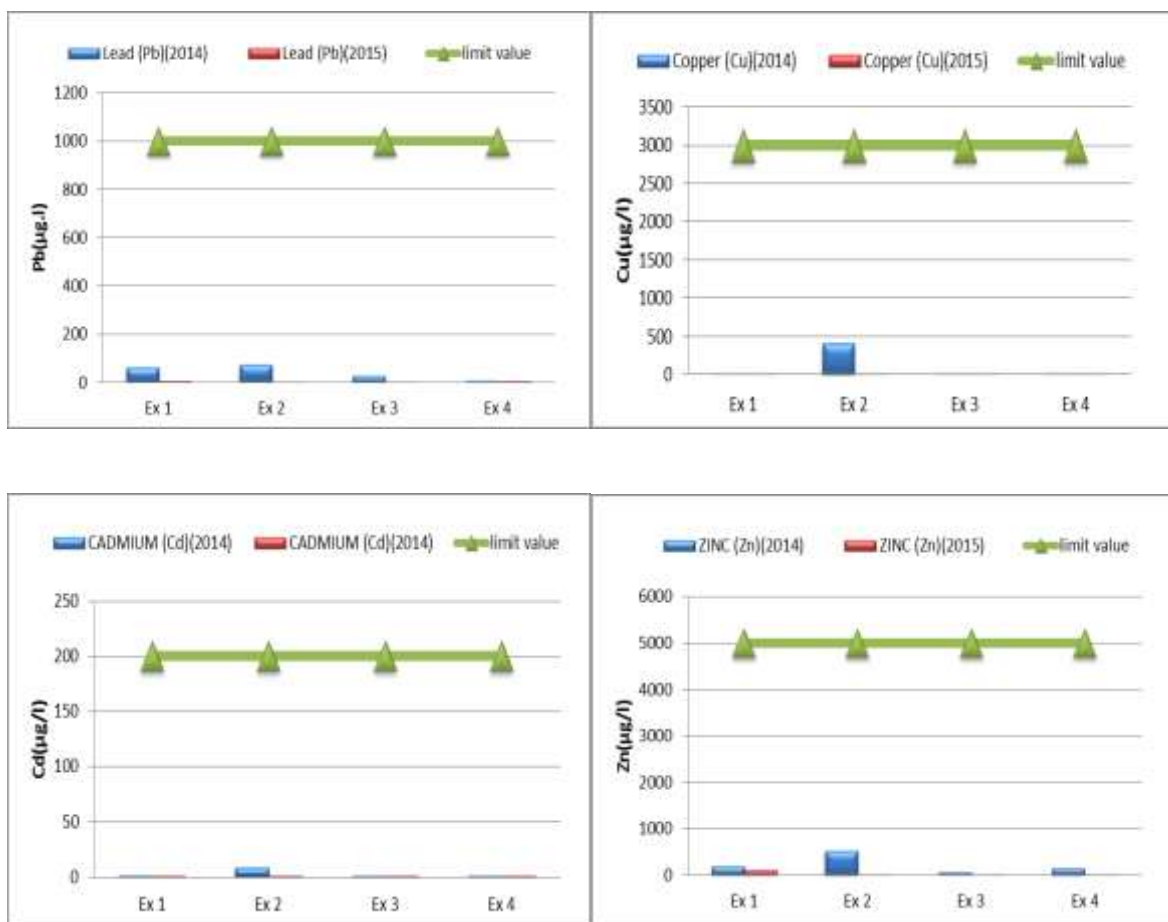 Lead (Pb)(2014) Lead (Pb)(2015) limit value
1200
1000
800
600
400
200
0
Pb(µg.l)
Ex 1 Ex 2 Ex 3 Ex 4
Copper (Cu)(2014) Copper (Cu)(2015) limit value
3500
3000
2500
2000
1500
1000
500
0
Cu(µg/l)
Ex 1 Ex 2 Ex 3 Ex 4
CADMIUM (Cd)(2014) CADMIUM (Cd)(2014) limit value
250
200
150
100
50
0
Cd(µg/l)
Ex 1 Ex 2 Ex 3 Ex 4
ZINC (Zn)(2014) ZINC (Zn)(2015) limit value
6000
5000
4000
3000
2000
1000
0
Zn(µg/l)
Ex 1 Ex 2 Ex 3 Ex 4